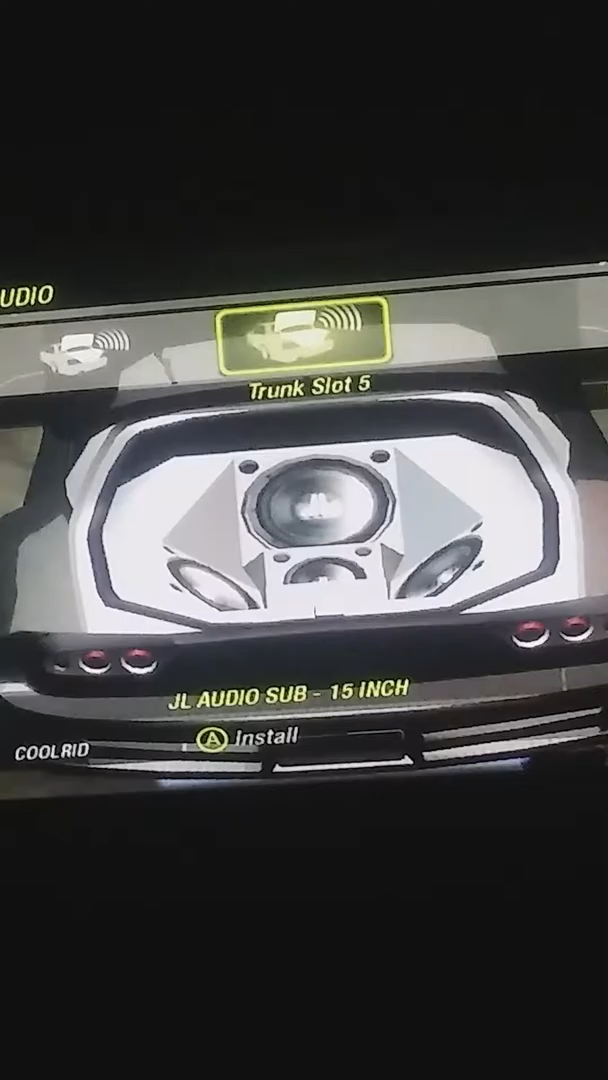 UDIO
Trunk Slot 5
JL AUDIO SUB - 15 INCH
A Install
COOLRID